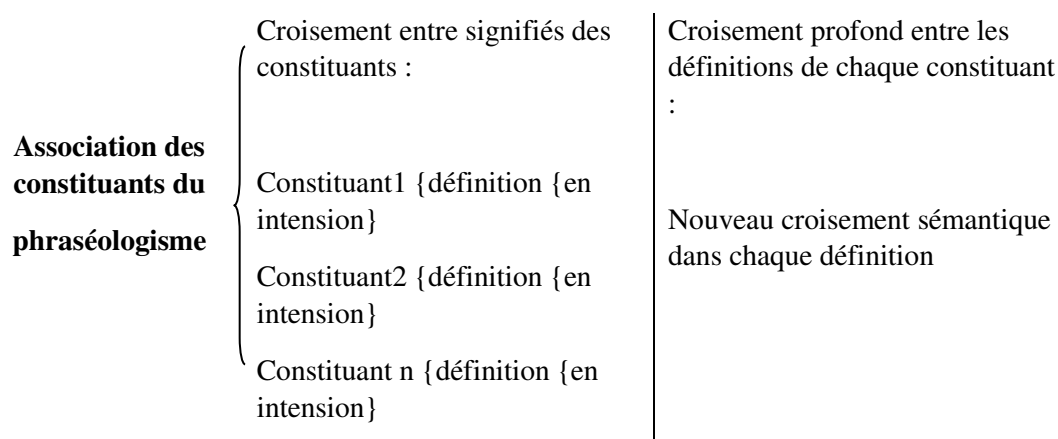 Association des
constituants du
phraséologisme
Croisement entre signifiés des
constituants :
Constituant1 {définition {en
intension}
Constituant2 {définition {en
intension}
Constituant n {définition {en
intension}
Croisement profond entre les
définitions de chaque constituant
:
Nouveau croisement sémantique
dans chaque définition